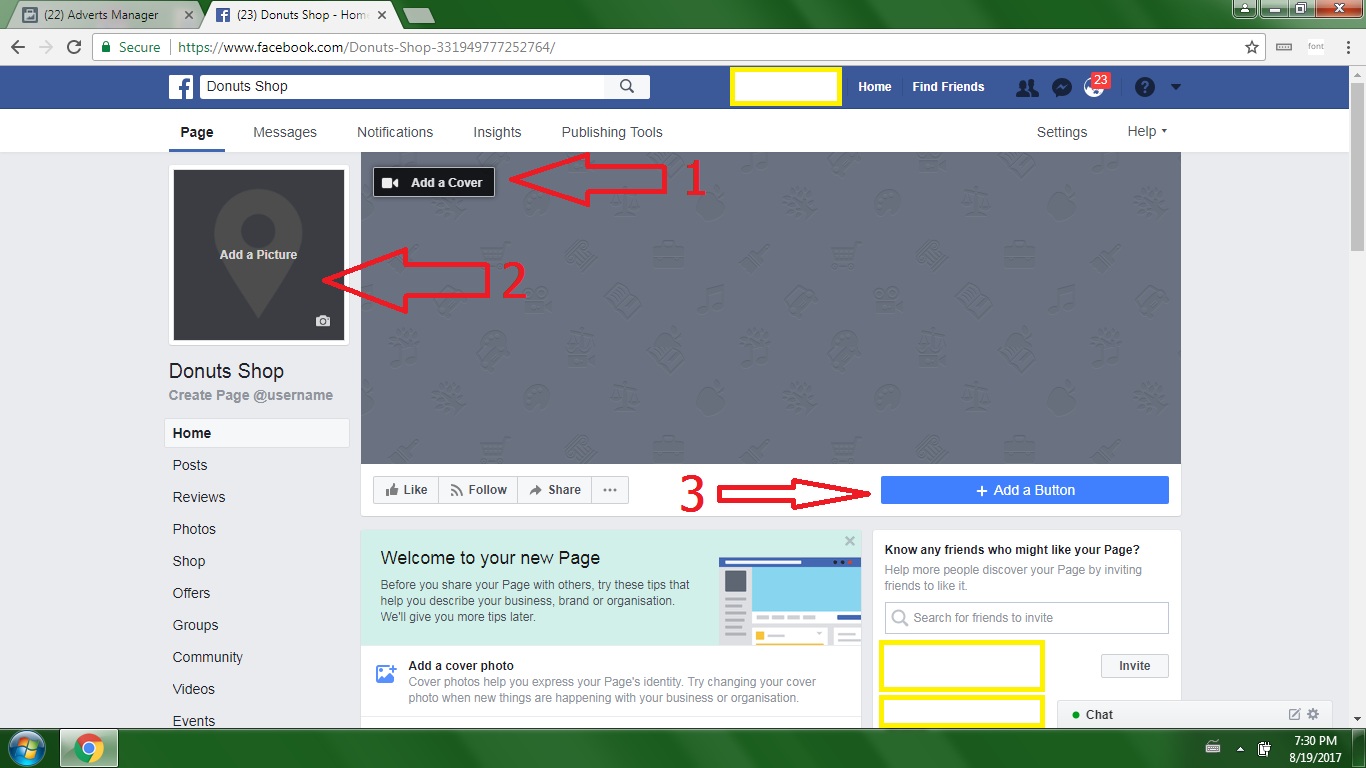 (22) Adverts Manager
(23) Donuts Shop - Hom
Secure
https://www.facebook.com/Donuts-Shop-331949777252764/
font
Donuts Shop
Home
Find Friends
23
Page
Messages
Notifications
Insights
Publishing Tools
Settings
Help
Add a Cover
1
Add a Picture
2
Donuts Shop
Create Page @username
Home
Posts
Reviews
Photos
Shop
Offers
Groups
Community
Videos
Events
Like
Follow
Share
3
+ Add a Button
Welcome to your new Page
Before you share your Page with others, try these tips that
help you describe your business, brand or organisation.
We'll give you more tips later.
Add a cover photo
Cover photos help you express your Page's identity. Try changing your cover
photo when new things are happening with your business or organisation.
Know any friends who might like your Page?
Help more people discover your Page by inviting
friends to like it.
Search for friends to invite
Invite
Chat
7:30 PM
8/19/2017